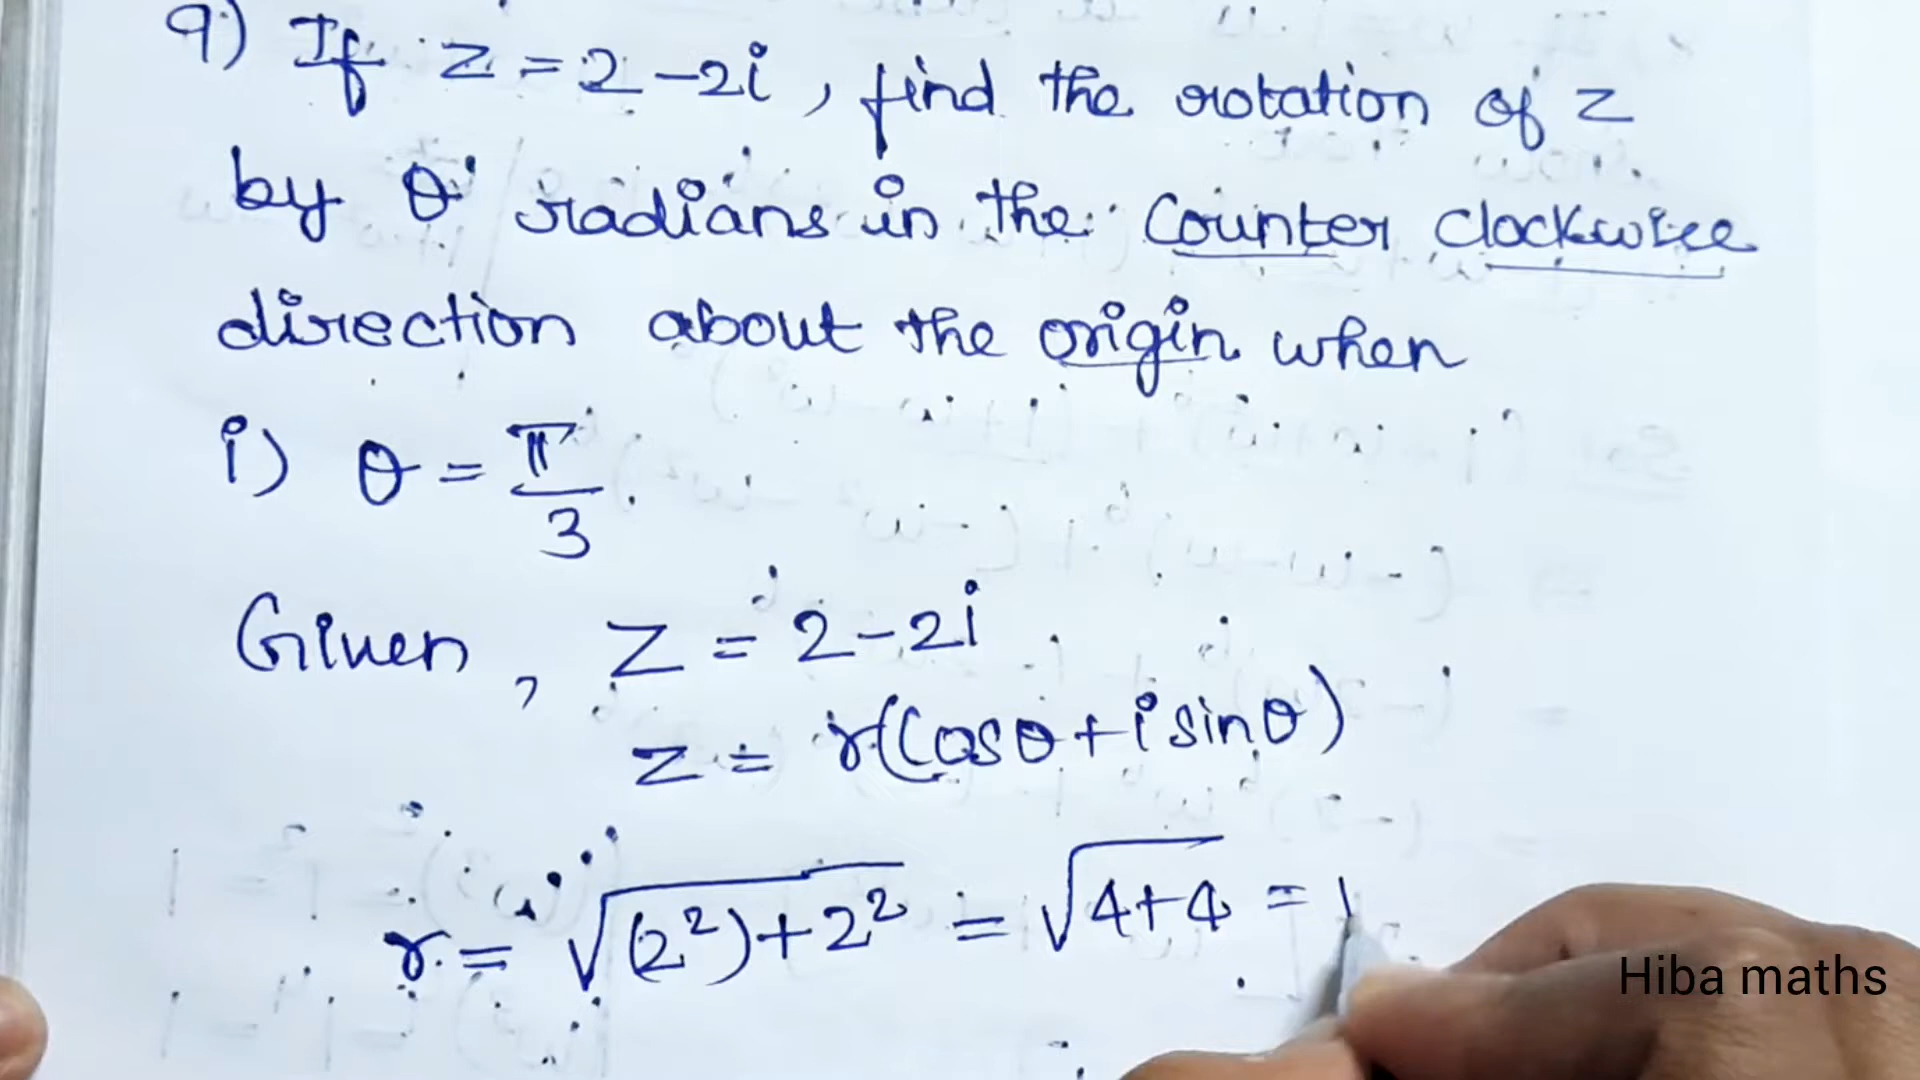 9) If z = 2 - 2i, find the rotation of z
by θ radians in the Counter clockwise
direction about the origin when
i) θ = π/3.
Given, z = 2 - 2i
z = r(cosθ + i sinθ)
r = √(2²) + 2² = √4+4 =
Hiba maths